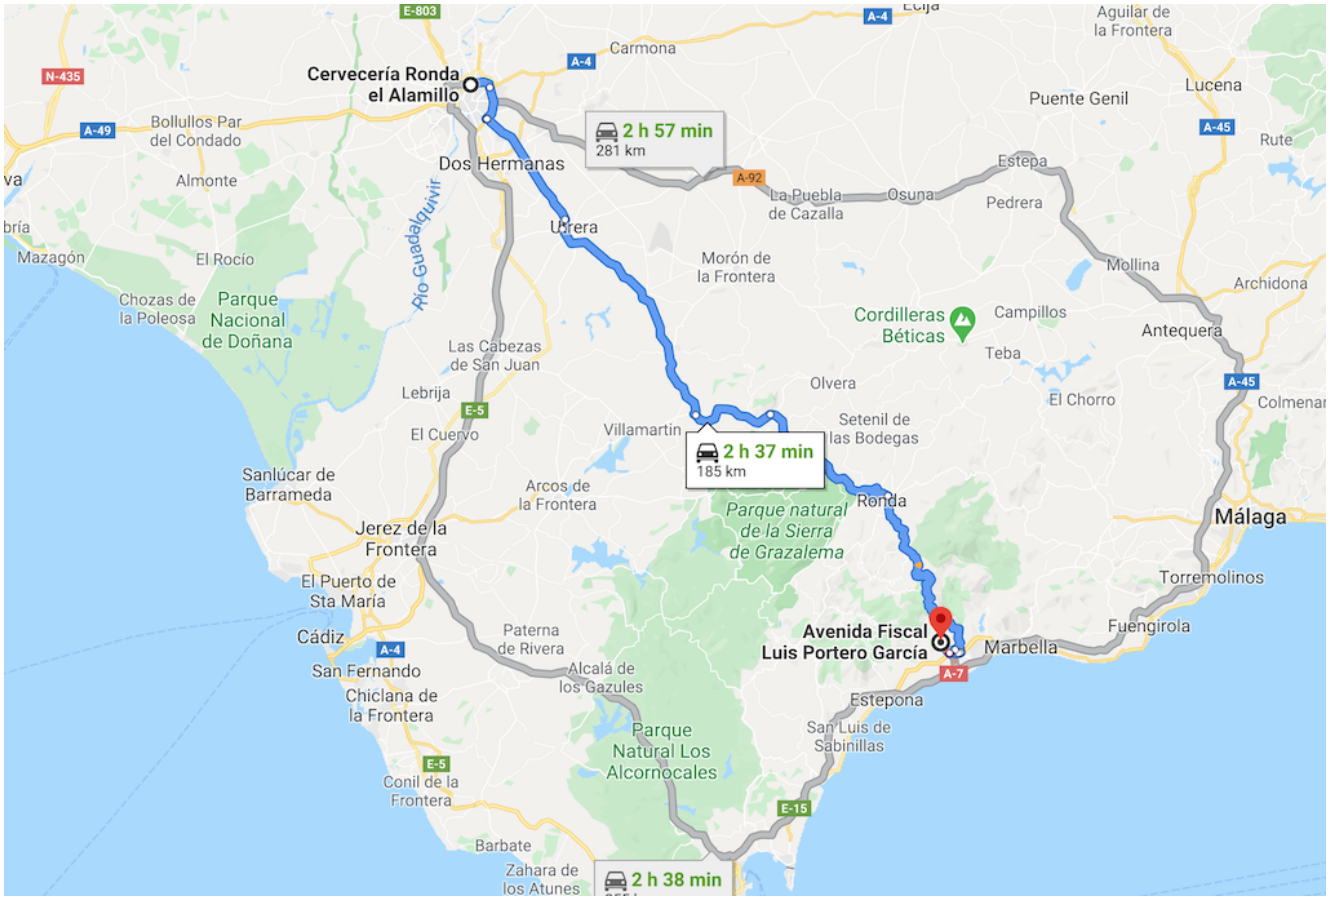 E-803
A-4
Écija
Aguilar de
la Frontera
Carmona
A-4
N-435
Cervecería Ronda
el Alamillo
Lucena
Puente Genil
A-45
A-49
Bollullos Par
del Condado
2 h 57 min
281 km
Rute
Dos Hermanas
Estepa
va
Almonte
A-92
La Puebla
de Cazalla
Osuna
Pedrera
bría
Utrera
Río Guadalquivir
Mazagón
El Rocío
Morón de
la Frontera
Mollina
Archidona
Chozas de
la Poleosa
Parque
Nacional
de Doñana
Cordilleras
Béticas
Campillos
Antequera
Las Cabezas
de San Juan
Teba
Lebrija
Olvera
A-45
El Chorro
Colmenar
E-5
El Cuervo
Villamartin
Setenil de
las Bodegas
2 h 37 min
185 km
Sanlúcar de
Barrameda
Arcos de
la Frontera
Ronda
Parque natural
de la Sierra
de Grazalema
Málaga
Jerez de la
Frontera
El Puerto de
Sta María
Torremolinos
Cádiz
Paterna
de Rivera
Avenida Fiscal
Luis Portero García
Fuengirola
Marbella
A-4
San Fernando
Alcalá de
los Gazules
A-7
Chiclana de
la Frontera
Estepona
Parque
Natural Los
Alcornocales
San Luis de
Sabinillas
E-5
Conil de la
Frontera
E-15
Barbate
Zahara de
los Atunes
2 h 38 min